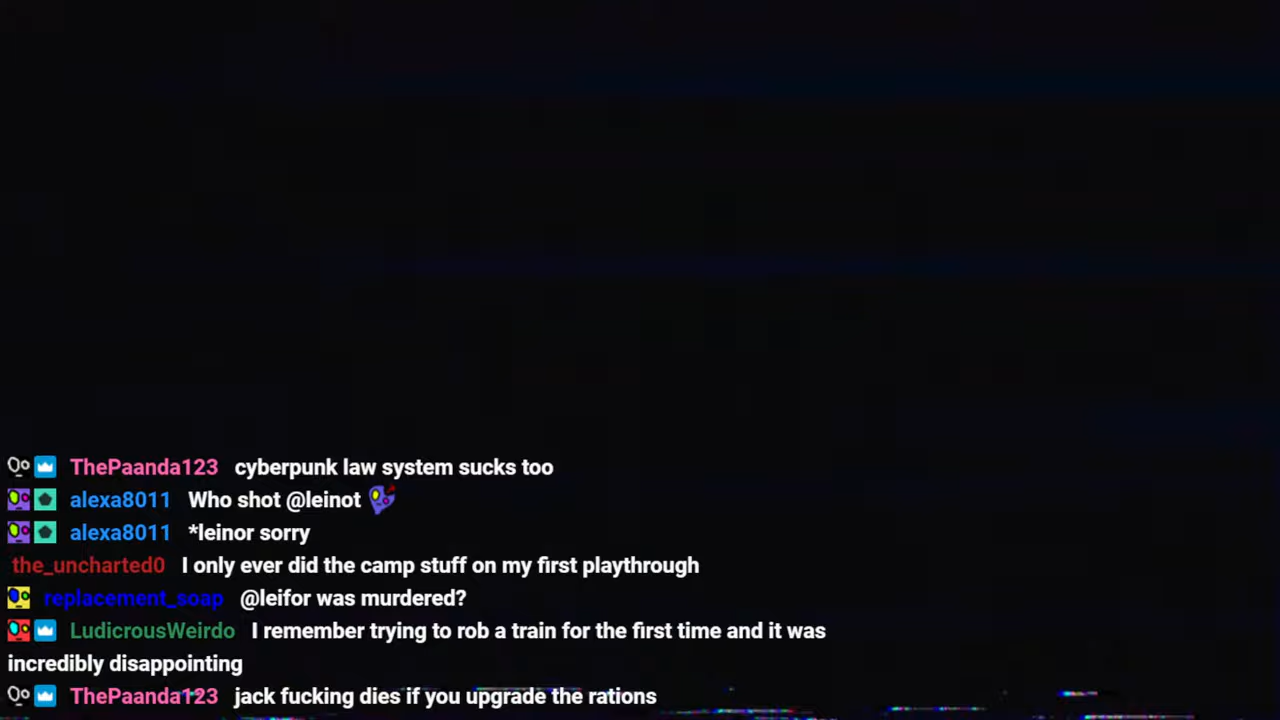 ThePaanda123 cyberpunk law system sucks too
alexa8011 Who shot @leinot
alexa8011 *leinor sorry
the_uncharted0 I only ever did the camp stuff on my first playthrough
replacement_soap @leifor was murdered?
LudicrousWeirdo I remember trying to rob a train for the first time and it was
incredibly disappointing
ThePaanda123 jack fucking dies if you upgrade the rations